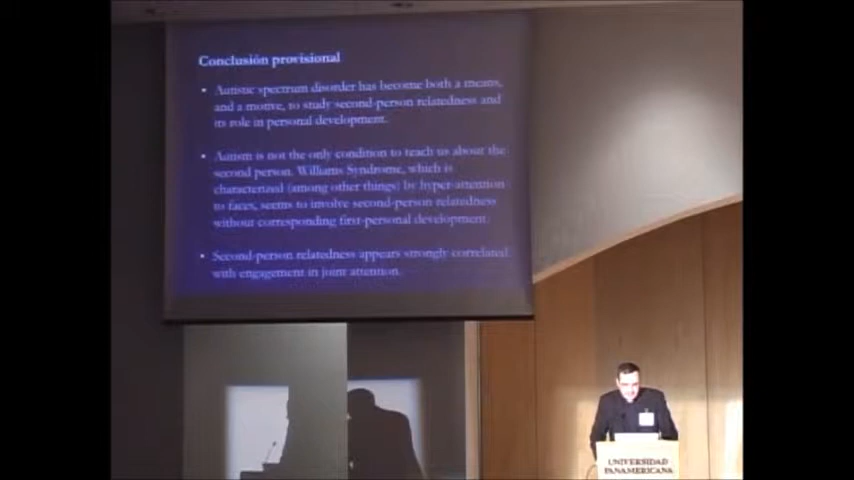 Conclusión provisional
• Autistic spectrum disorder has become both a means,
and a motive, to study second-person relatedness and
its role in personal development.
• Autism is not the only condition to teach us about the
second person. Williams Syndrome, which is
characterized (among other things) by hyper-attention
to faces, seems to involve second-person relatedness
without corresponding first-personal development.
• Second-person relatedness appears strongly correlated
with engagement in joint attention.
UNIVERSIDAD
PANAMERICANA